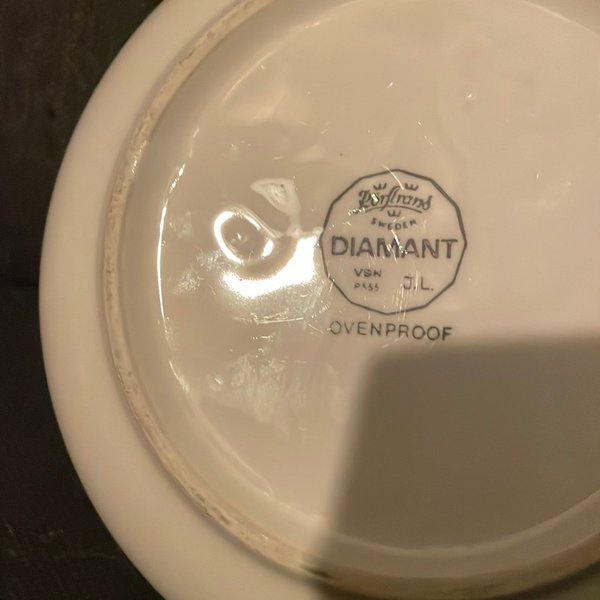 Rörstrand
SWEDEN
DIAMANT
VSN J.L.
OVENPROOF